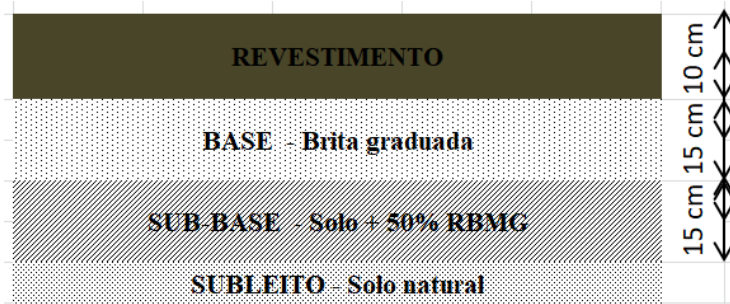 REVESTIMENTO
10 cm
BASE - Brita graduada
15 cm
SUB-BASE - Solo + 50% RBMG
15 cm
SUBLEITO - Solo natural